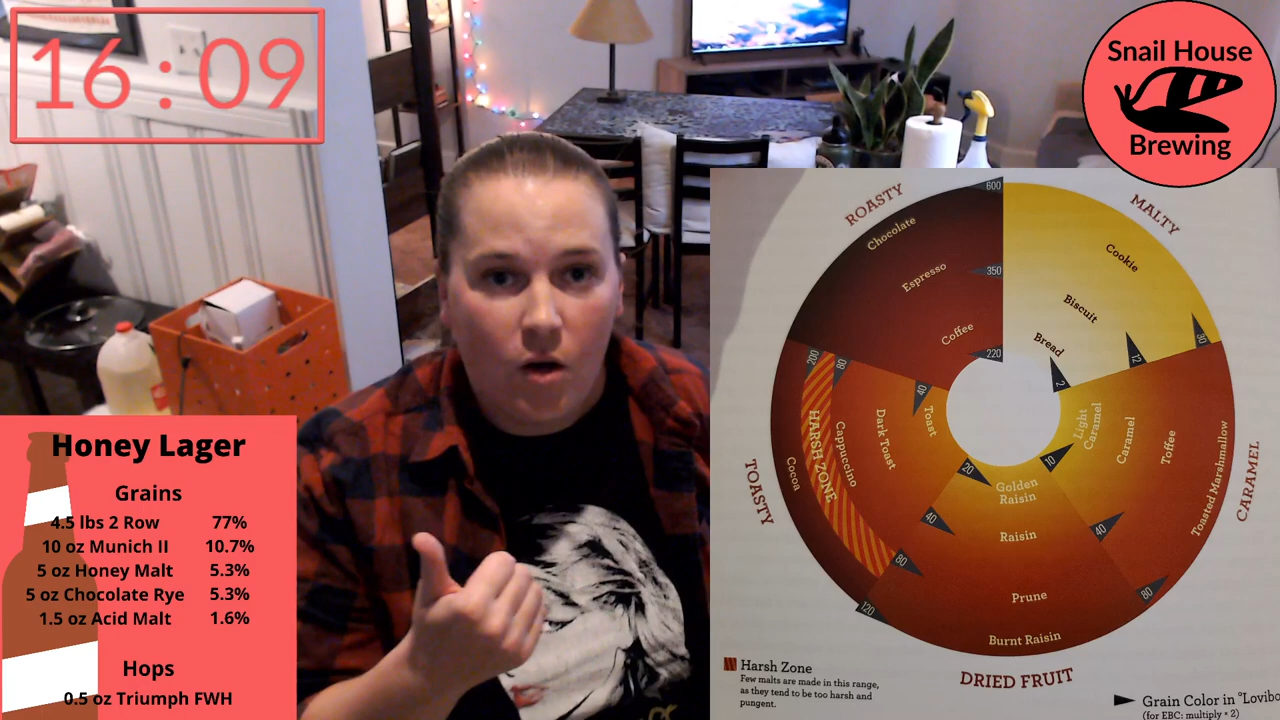 16:09
Snail House
Brewing
Honey Lager
Grains
4.5 lbs 2 Row 77%
10 oz Munich II 10.7%
5 oz Honey Malt 5.3%
5 oz Chocolate Rye 5.3%
1.5 oz Acid Malt 1.6%
Hops
0.5 oz Triumph FWH
ROASTY
Chocolate
Espresso
Coffee
600
350
220
MALTY
Cookie
Biscuit
Bread
2
12
CARAMEL
Light
Caramel
Caramel
Toffee
Toasted Marshmallow
10
40
80
DRIED FRUIT
Golden
Raisin
Raisin
Prune
Burnt Raisin
20
40
80
120
TOASTY
Toast
Dark Toast
Cappuccino
HARSH ZONE
Cocoa
40
80
200
Harsh Zone
Few malts are made in this range,
as they tend to be too harsh and
pungent.
Grain Color in °Lovibo
(for EBC: multiply * 2)